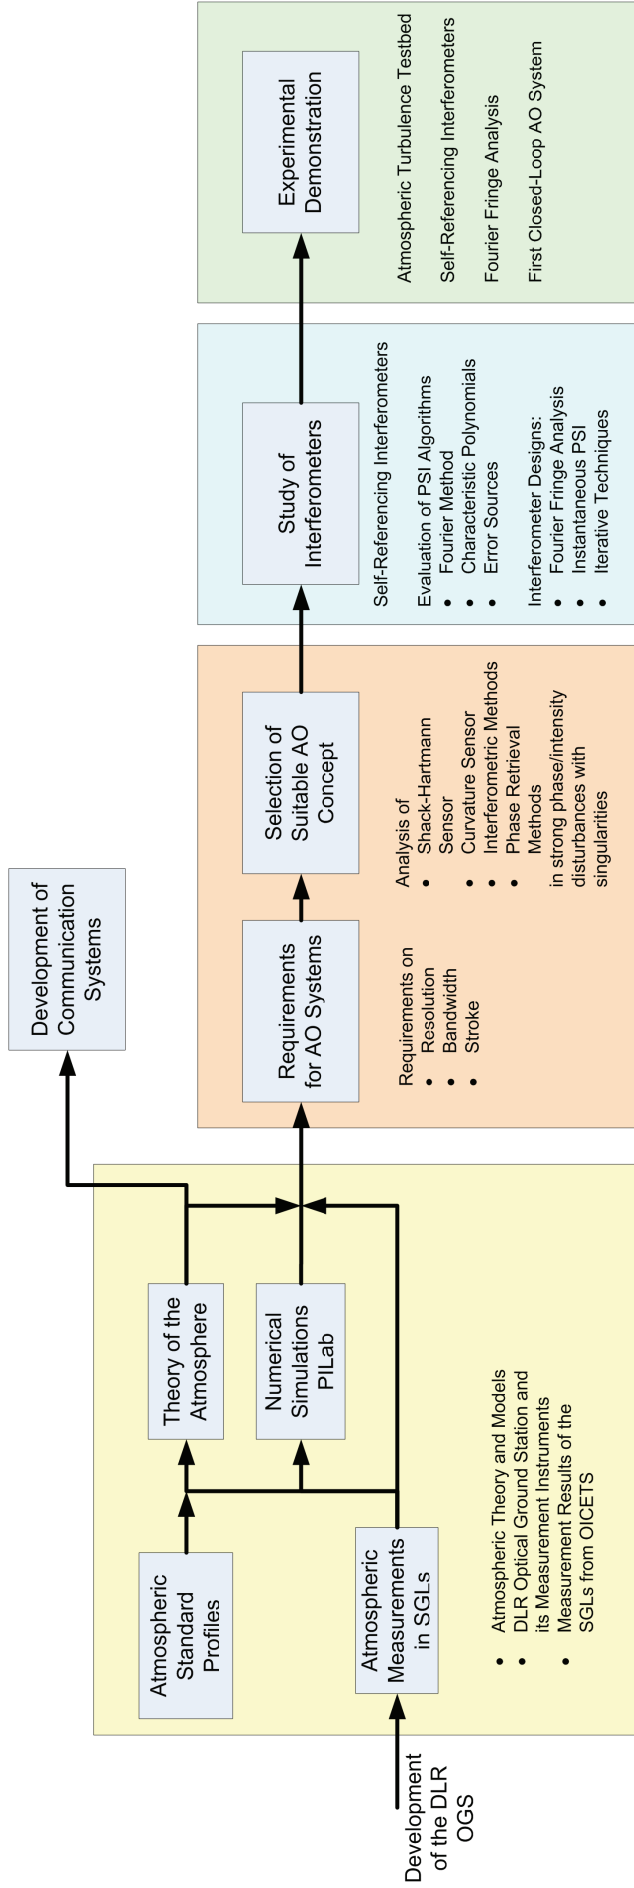 Development of
Communication
Systems
Atmospheric
Standard
Profiles
Theory of the
Atmosphere
Numerical
Simulations
PILab
Atmospheric
Measurements
in SGLs
Development
of the DLR
OGS
• Atmospheric Theory and Models
• DLR Optical Ground Station and
its Measurement Instruments
• Measurement Results of the
SGLs from OICETS
Requirements
for AO Systems
Requirements on
• Resolution
• Bandwidth
• Stroke
Selection of
Suitable AO
Concept
Analysis of
• Shack-Hartmann
Sensor
• Curvature Sensor
• Interferometric Methods
• Phase Retrieval
Methods
in strong phase/intensity
disturbances with
singularities
Study of
Interferometers
Self-Referencing Interferometers
Evaluation of PSI Algorithms
• Fourier Method
• Characteristic Polynomials
• Error Sources
Interferometer Designs:
• Fourier Fringe Analysis
• Instantaneous PSI
• Iterative Techniques
Experimental
Demonstration
Atmospheric Turbulence Testbed
Self-Referencing Interferometers
Fourier Fringe Analysis
First Closed-Loop AO System